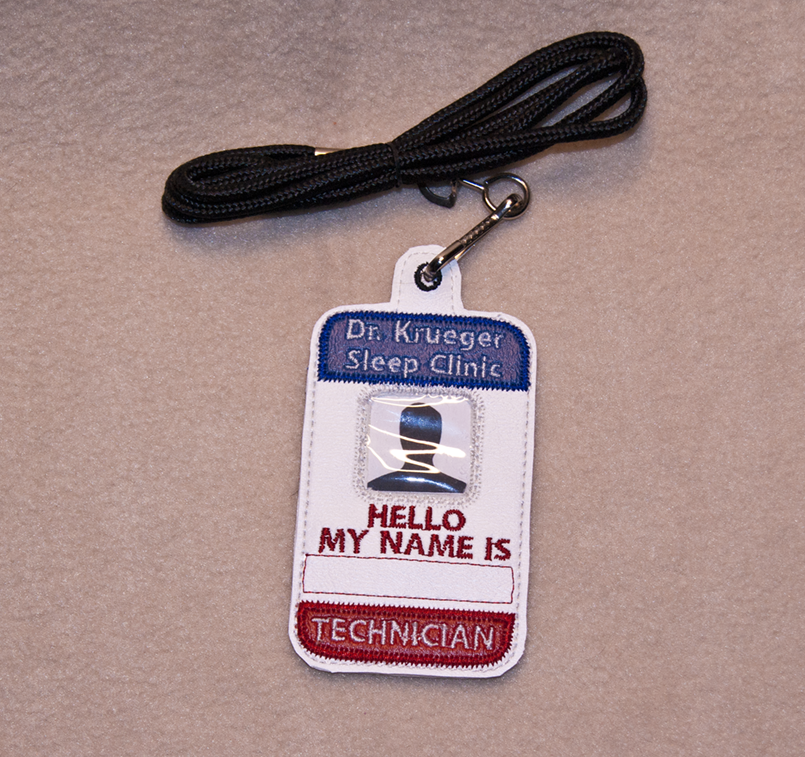 Dr. Krueger
Sleep Clinic
HELLO
MY NAME IS
TECHNICIAN